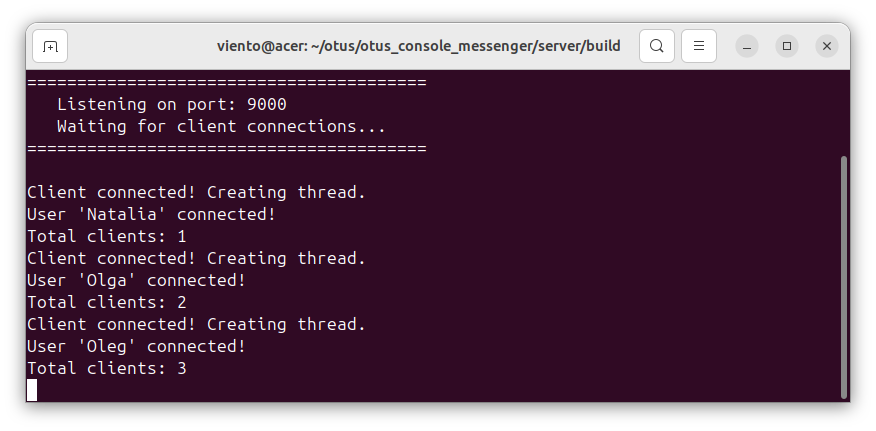 viento@acer: ~/otus/otus_console_messenger/server/build
========================================
   Listening on port: 9000
   Waiting for client connections...
========================================
Client connected! Creating thread.
User 'Natalia' connected!
Total clients: 1
Client connected! Creating thread.
User 'Olga' connected!
Total clients: 2
Client connected! Creating thread.
User 'Oleg' connected!
Total clients: 3